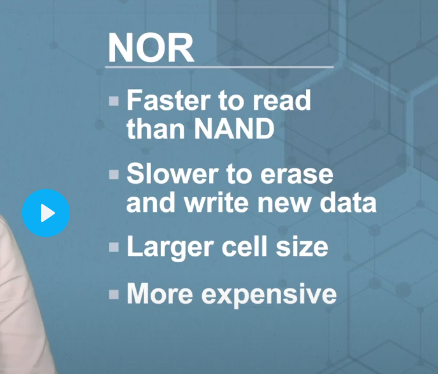 NOR
Faster to read
than NAND
Slower to erase
and write new data
Larger cell size
More expensive